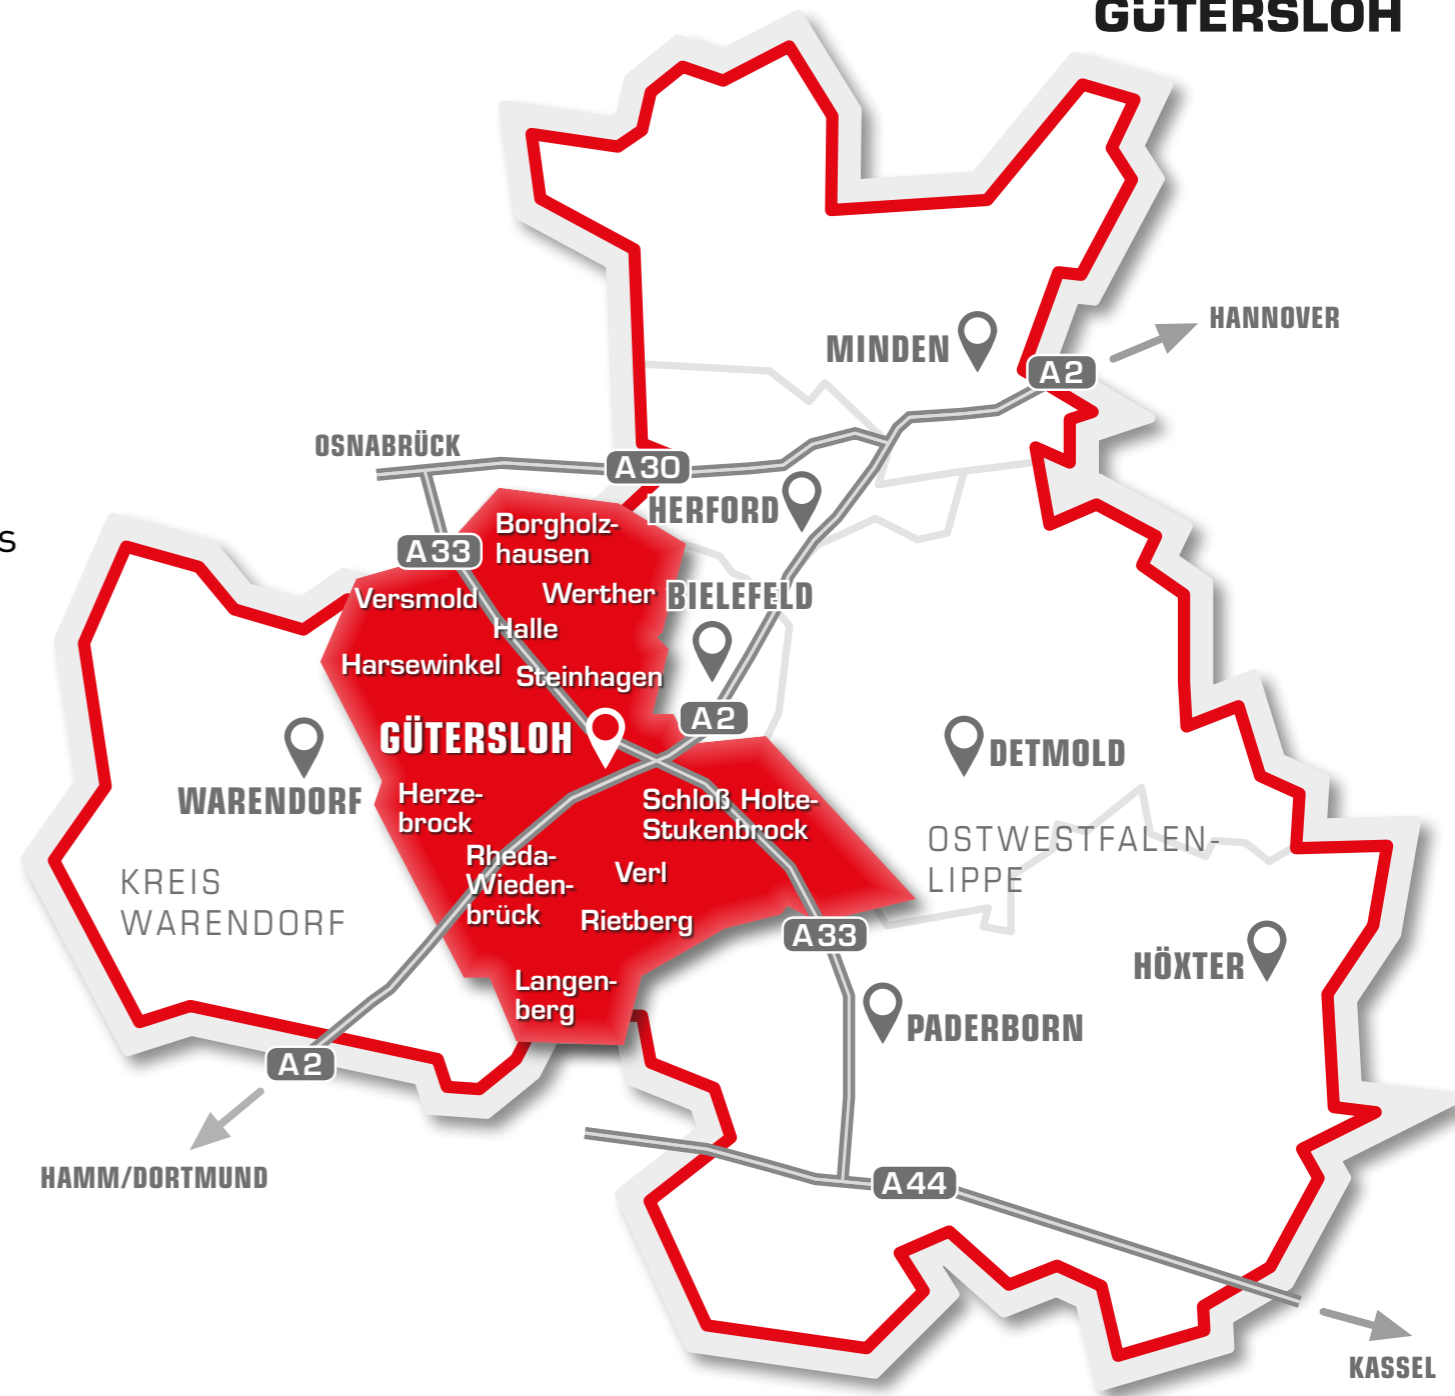 GÜTERSLOH
HANNOVER
MINDEN
A2
OSNABRÜCK
A30
HERFORD
Borgholz-
hausen
s
A33
Versmold
Werther
BIELEFELD
Halle
Harsewinkel
Steinhagen
A2
GÜTERSLOH
DETMOLD
WARENDORF
Herze-
brock
Schloß Holte-
Stukenbrock
OSTWESTFALEN-
LIPPE
Rheda-
Wieden-
brück
Verl
KREIS
WARENDORF
Rietberg
A33
HÖXTER
Langen-
berg
PADERBORN
A2
HAMM/DORTMUND
A44
KASSEL